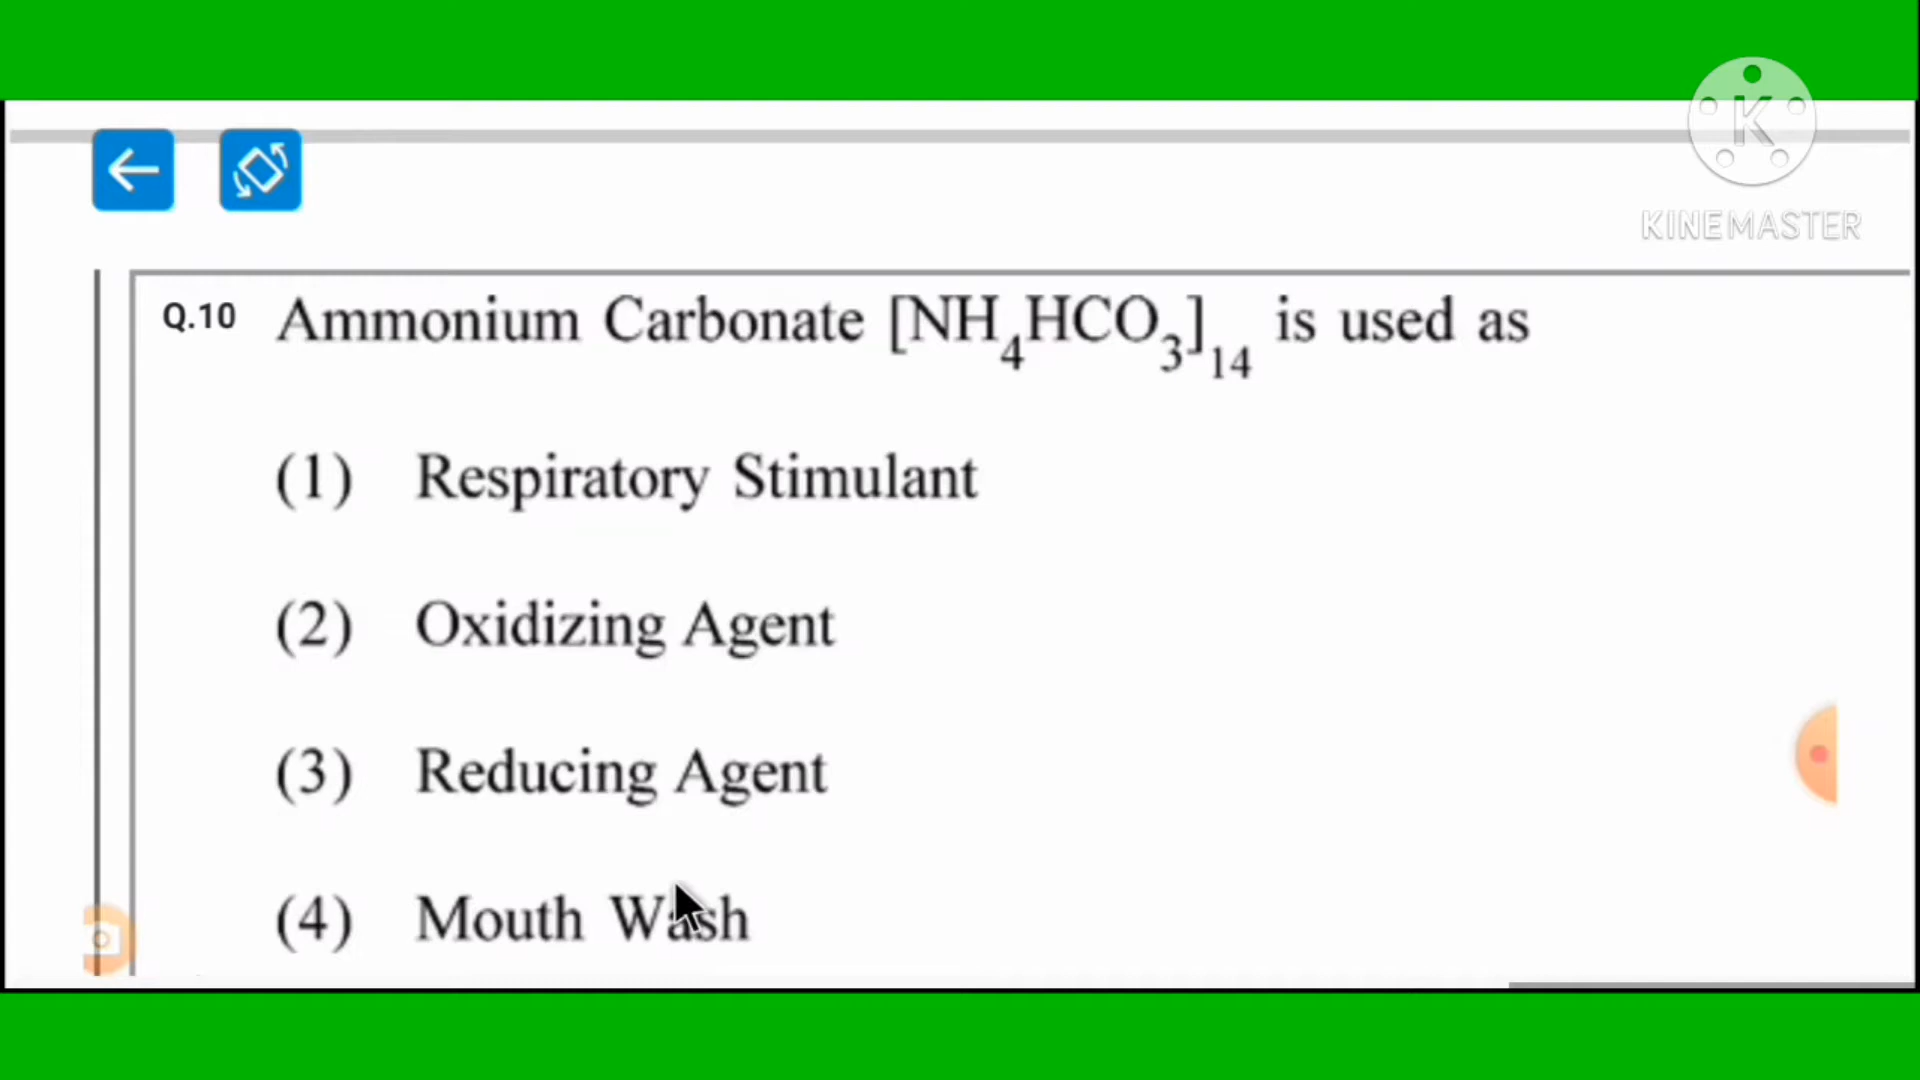 KINEMASTER
Q.10 Ammonium Carbonate [NH₄HCO₃]₁₄ is used as
(1) Respiratory Stimulant
(2) Oxidizing Agent
(3) Reducing Agent
(4) Mouth Wash